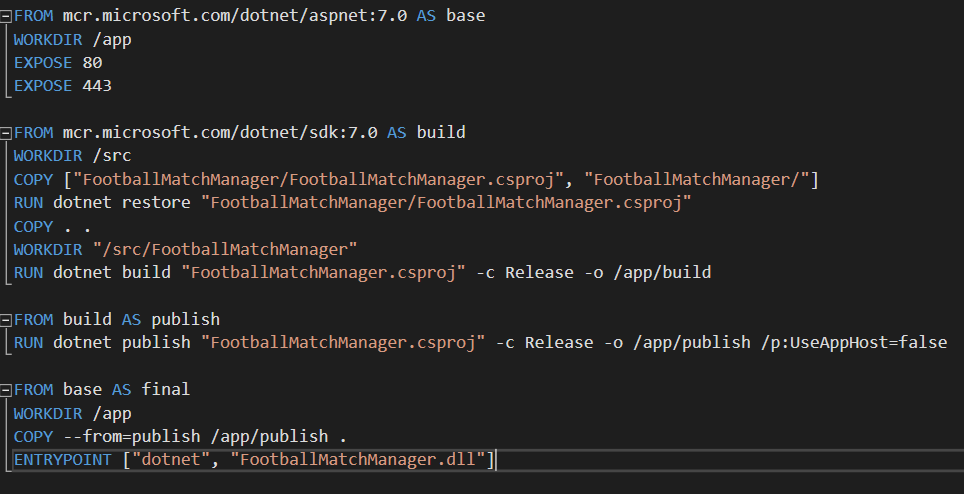 FROM mcr.microsoft.com/dotnet/aspnet:7.0 AS base
WORKDIR /app
EXPOSE 80
EXPOSE 443
FROM mcr.microsoft.com/dotnet/sdk:7.0 AS build
WORKDIR /src
COPY ["FootballMatchManager/FootballMatchManager.csproj", "FootballMatchManager/"]
RUN dotnet restore "FootballMatchManager/FootballMatchManager.csproj"
COPY . .
WORKDIR "/src/FootballMatchManager"
RUN dotnet build "FootballMatchManager.csproj" -c Release -o /app/build
FROM build AS publish
RUN dotnet publish "FootballMatchManager.csproj" -c Release -o /app/publish /p:UseAppHost=false
FROM base AS final
WORKDIR /app
COPY --from=publish /app/publish .
ENTRYPOINT ["dotnet", "FootballMatchManager.dll"]